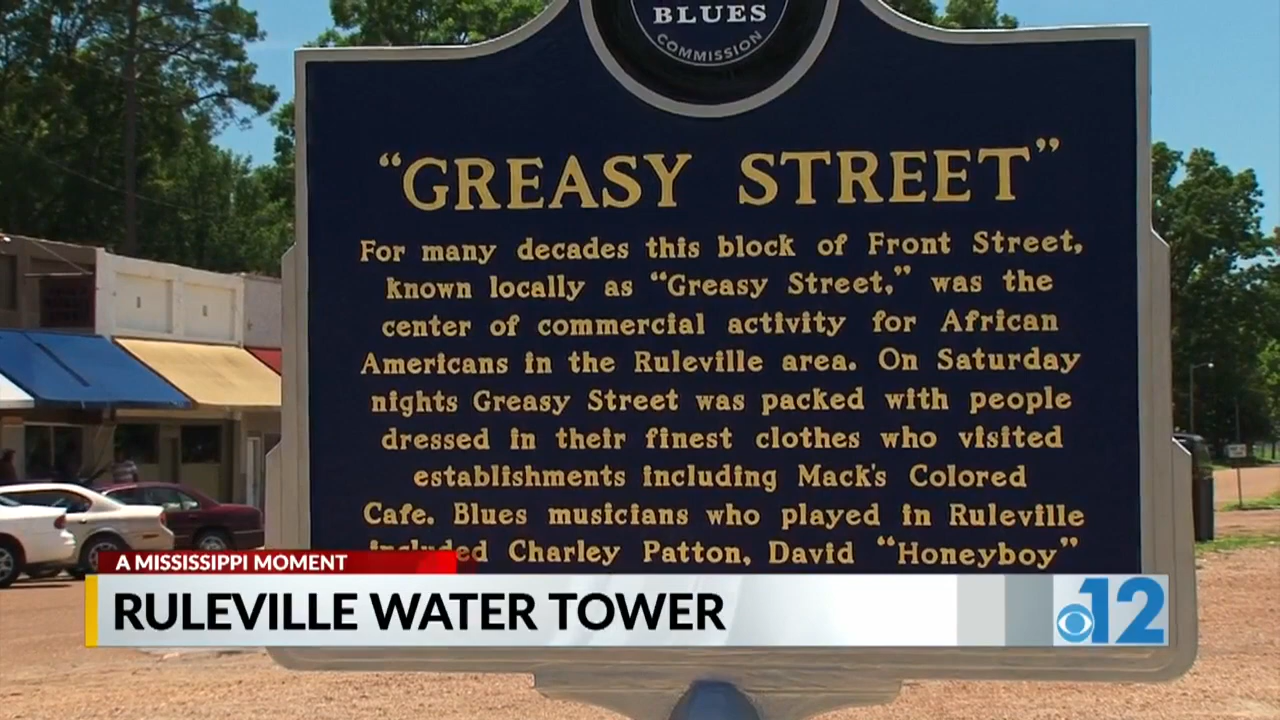 BLUES
COMMISSION
“GREASY STREET”
For many decades this block of Front Street,
known locally as “Greasy Street,” was the
center of commercial activity for African
Americans in the Ruleville area. On Saturday
nights Greasy Street was packed with people
dressed in their finest clothes who visited
establishments including Mack's Colored
Cafe. Blues musicians who played in Ruleville
included Charley Patton, David “Honeyboy”
A MISSISSIPPI MOMENT
RULEVILLE WATER TOWER
12